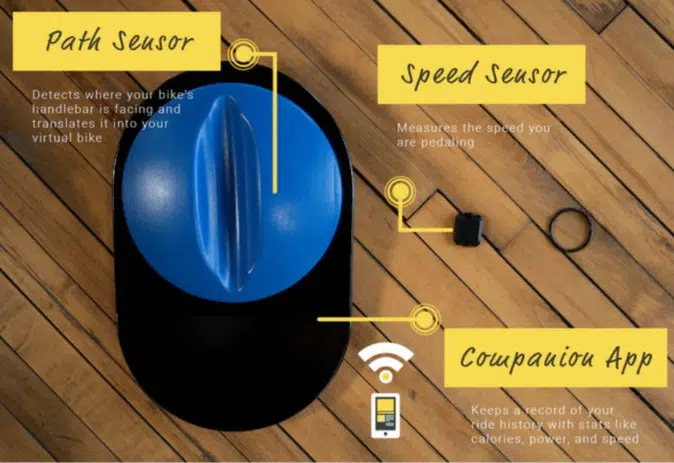 Path Sensor
Detects where your bike's
handlebar is facing and
translates it into your
virtual bike
Speed Sensor
Measures the speed you
are pedaling
Companion App
Keeps a record of your
ride history with stats like
calories, power, and speed